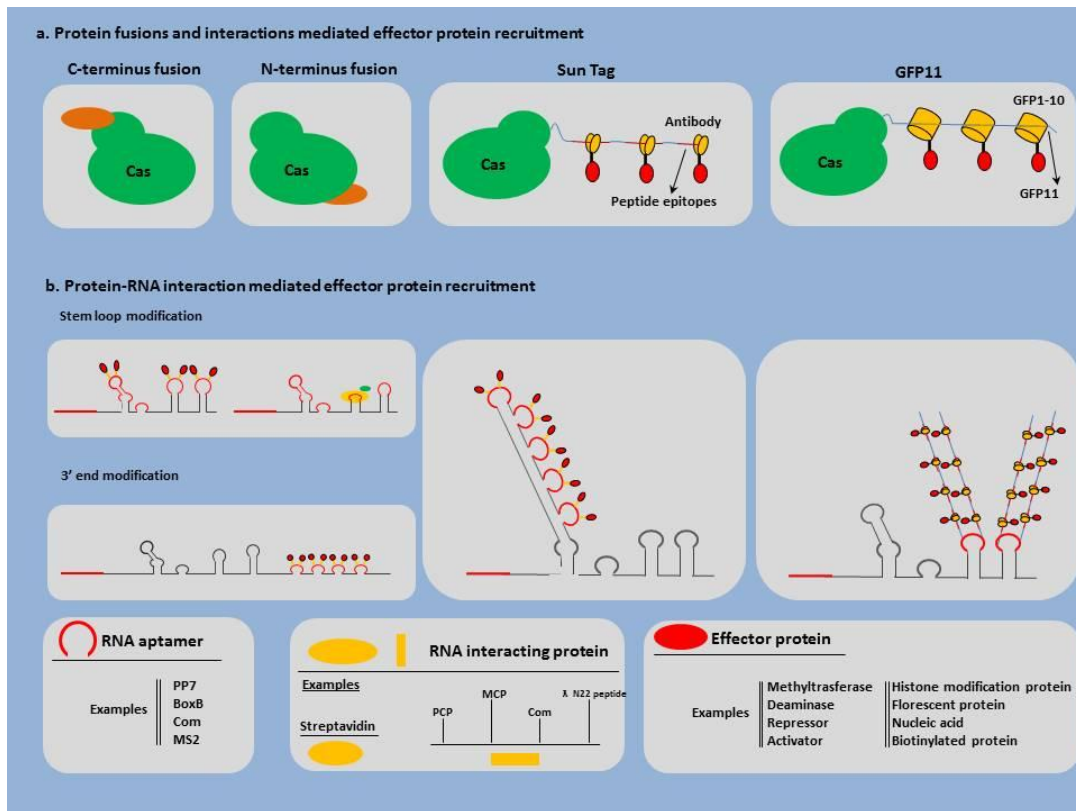 a. Protein fusions and interactions mediated effector protein recruitment
C-terminus fusion
N-terminus fusion
Sun Tag
GFP11
Cas
Cas
Cas
Antibody
Peptide epitopes
Cas
GFP1-10
GFP11
b. Protein-RNA interaction mediated effector protein recruitment
Stem loop modification
3' end modification
RNA aptamer
Examples
PP7
BoxB
Com
MS2
RNA interacting protein
Examples
Streptavidin
PCP
MCP
Com
λ N22 peptide
Effector protein
Examples
Methyltrasferase
Deaminase
Repressor
Activator
Histone modification protein
Florescent protein
Nucleic acid
Biotinylated protein